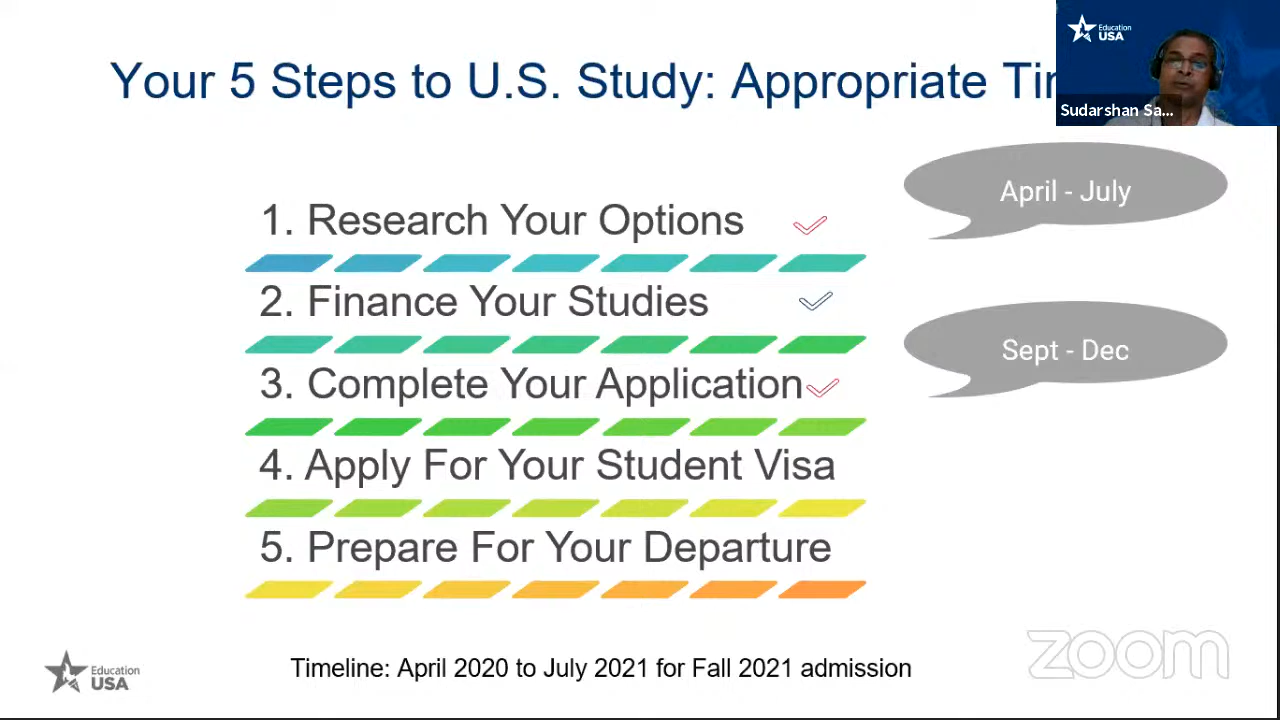 Your 5 Steps to U.S. Study: Appropriate
Education
USA
Sudarshan Sa...
April - July
1. Research Your Options
2. Finance Your Studies
Sept - Dec
3. Complete Your Application
4. Apply For Your Student Visa
5. Prepare For Your Departure
Education
USA
Timeline: April 2020 to July 2021 for Fall 2021 admission
zoom